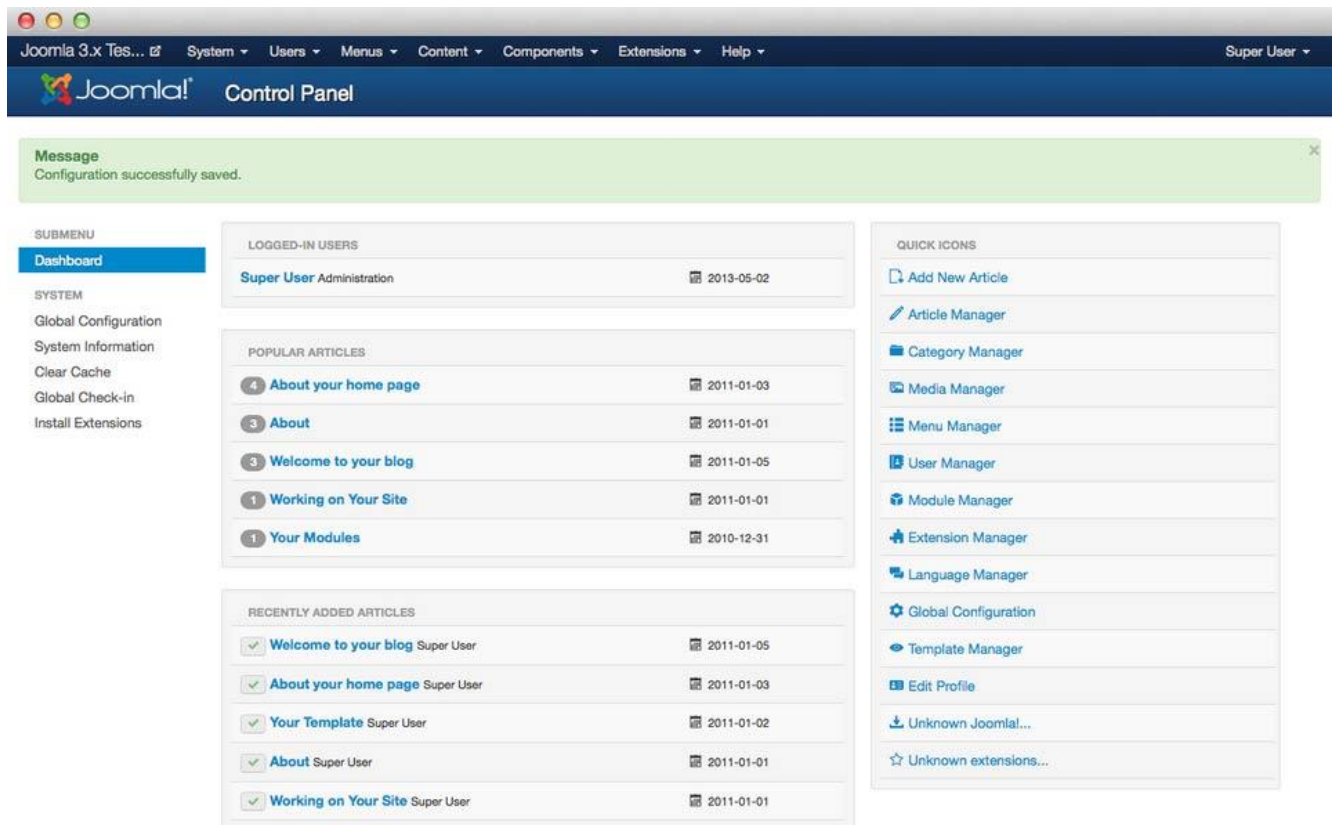 Joomla 3.x Tes... System Users Menus Content Components Extensions Help Super User
Joomla!® Control Panel
Message
Configuration successfully saved.
×
SUBMENU
Dashboard
SYSTEM
Global Configuration
System Information
Clear Cache
Global Check-in
Install Extensions
LOGGED-IN USERS
Super User Administration 2013-05-02
POPULAR ARTICLES
4 About your home page 2011-01-03
3 About 2011-01-01
3 Welcome to your blog 2011-01-05
1 Working on Your Site 2011-01-01
1 Your Modules 2010-12-31
RECENTLY ADDED ARTICLES
Welcome to your blog Super User 2011-01-05
About your home page Super User 2011-01-03
Your Template Super User 2011-01-02
About Super User 2011-01-01
Working on Your Site Super User 2011-01-01
QUICK ICONS
Add New Article
Article Manager
Category Manager
Media Manager
Menu Manager
User Manager
Module Manager
Extension Manager
Language Manager
Global Configuration
Template Manager
Edit Profile
Unknown Joomla!...
Unknown extensions...